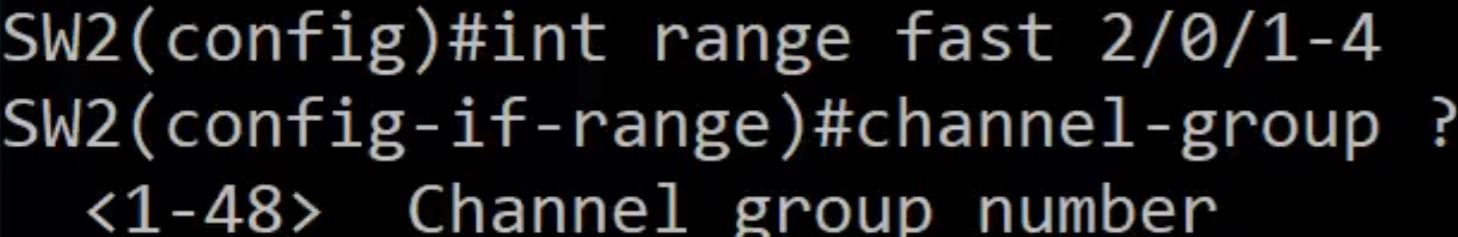 SW2(config)#int range fast 2/0/1-4
SW2(config-if-range)#channel-group ?
<1-48> Channel group number